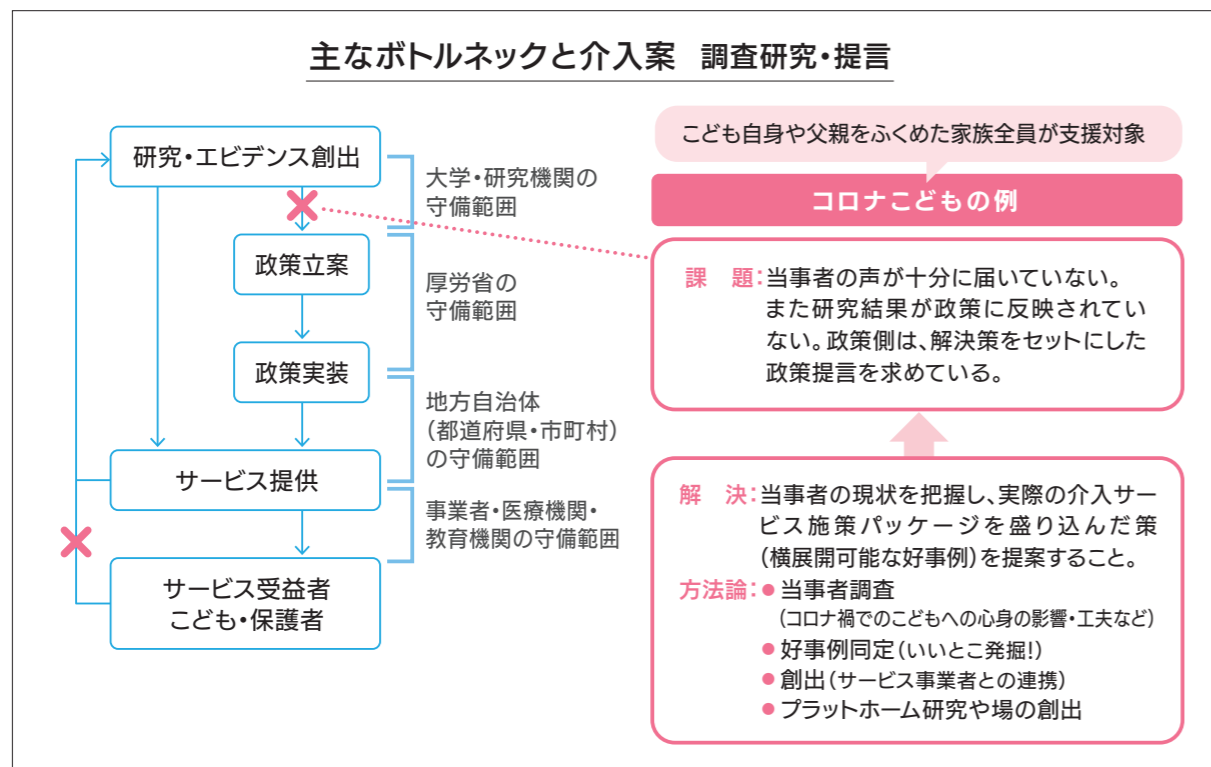 主なボトルネックと介入案 調査研究・提言
研究・エビデンス創出
政策立案
政策実装
サービス提供
サービス受益者
こども・保護者
大学・研究機関の
守備範囲
厚労省の
守備範囲
地方自治体
（都道府県・市町村）
の守備範囲
事業者・医療機関・
教育機関の守備範囲
こども自身や父親をふくめた家族全員が支援対象
コロナこどもの例
課　題：当事者の声が十分に届いていない。
また研究結果が政策に反映されてい
ない。政策側は、解決策をセットにした
政策提言を求めている。
解　決：当事者の現状を把握し、実際の介入サー
ビス施策パッケージを盛り込んだ策
（横展開可能な好事例）を提案すること。
方法論：●当事者調査
（コロナ禍でのこどもへの心身の影響・工夫など）
●好事例同定（いいとこ発掘！）
●創出（サービス事業者との連携）
●プラットホーム研究や場の創出